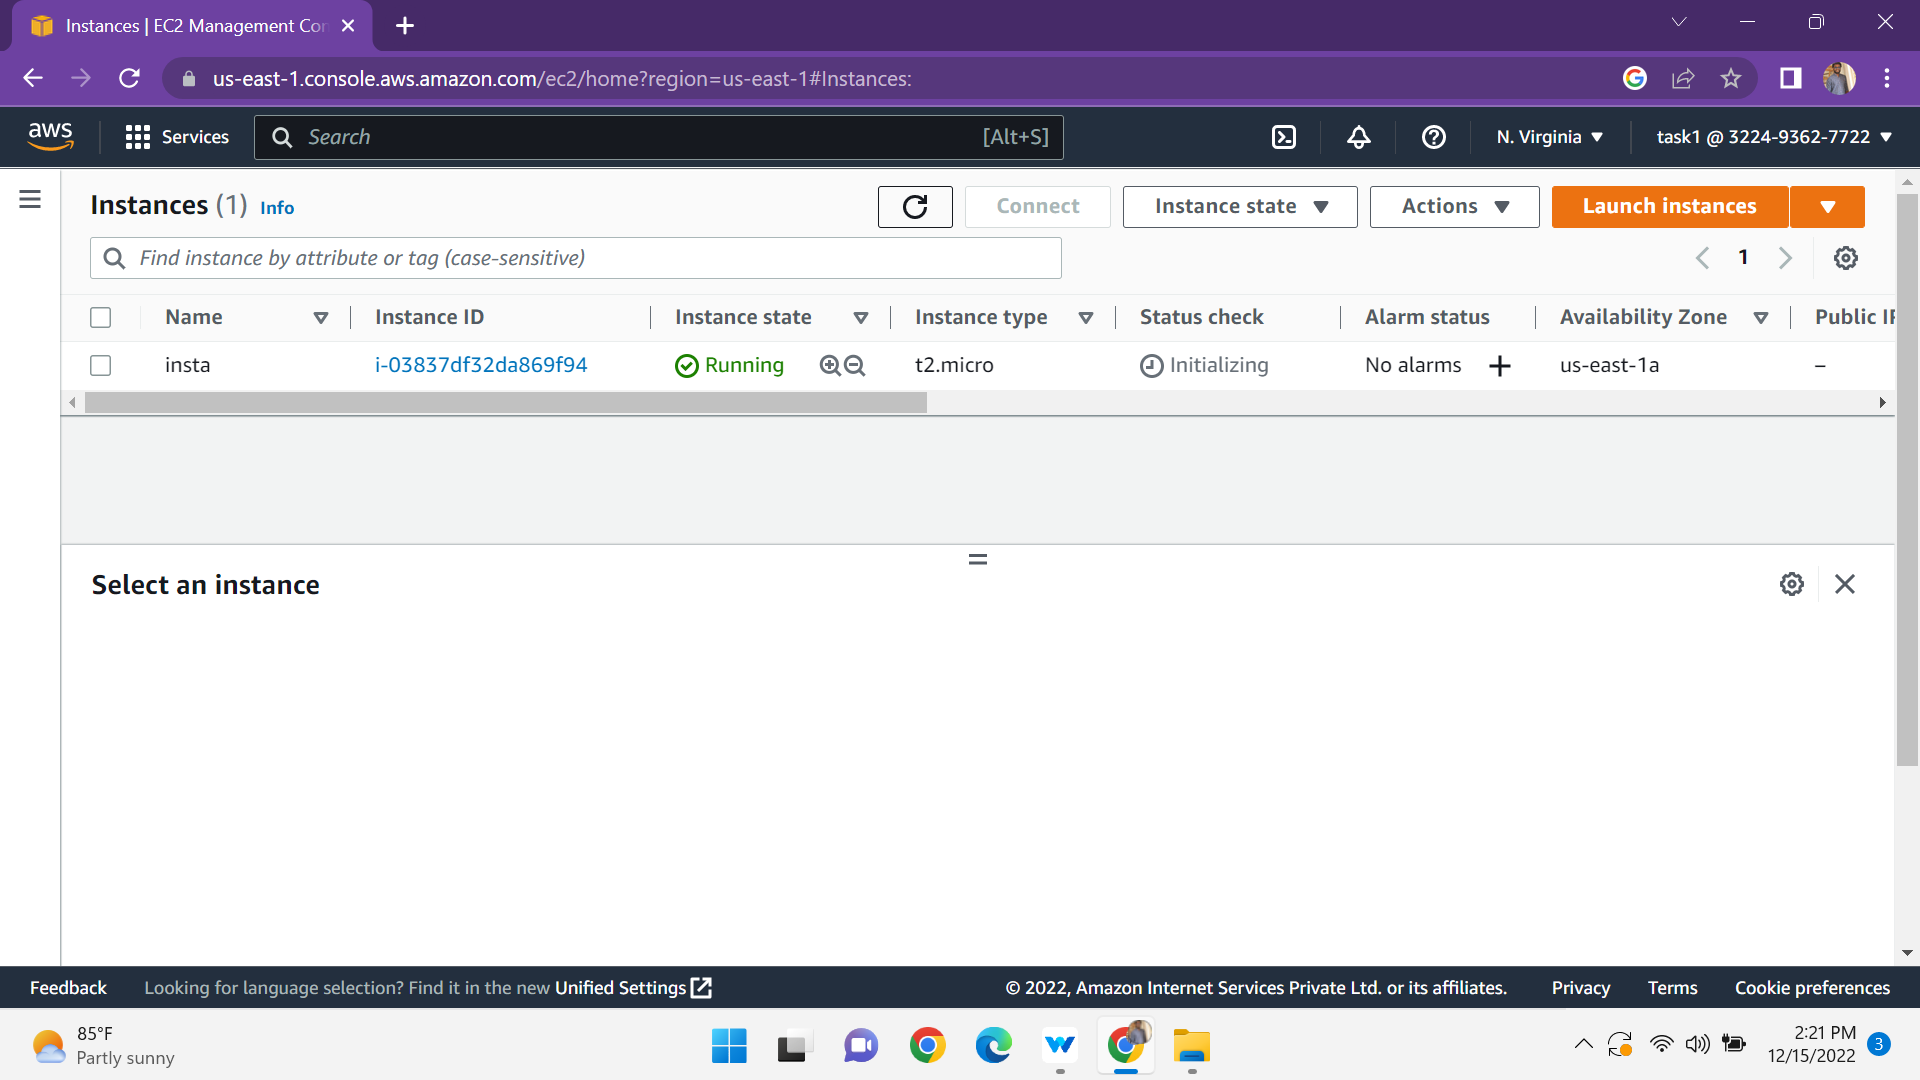 Instances | EC2 Management Con
us-east-1.console.aws.amazon.com/ec2/home?region=us-east-1#Instances:
aws
Services
Search
[Alt+S]
N. Virginia
task1 @ 3224-9362-7722
Instances (1) Info
Connect
Instance state
Actions
Launch instances
Find instance by attribute or tag (case-sensitive)
1
Name Instance ID Instance state Instance type Status check Alarm status Availability Zone Public IP
insta i-03837df32da869f94 Running t2.micro Initializing No alarms + us-east-1a –
Select an instance
Feedback Looking for language selection? Find it in the new Unified Settings © 2022, Amazon Internet Services Private Ltd. or its affiliates. Privacy Terms Cookie preferences
85°F
Partly sunny
2:21 PM
12/15/2022
3